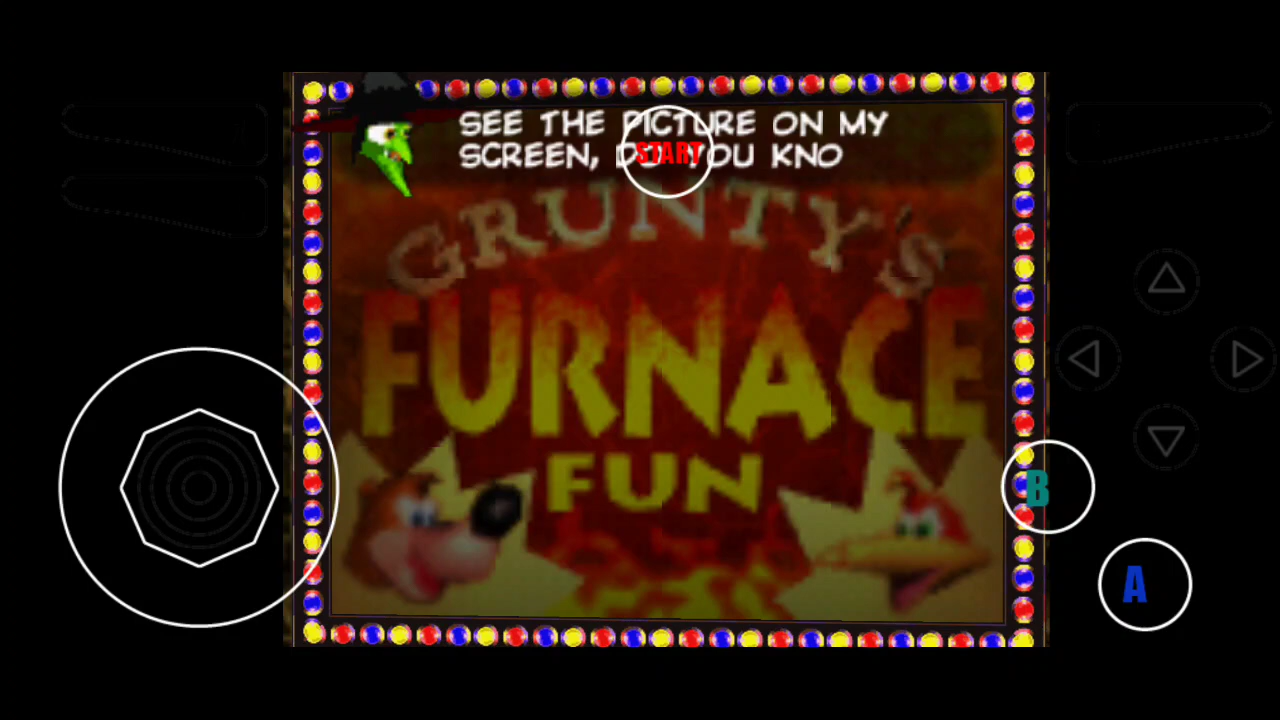 SEE THE PICTURE ON MY
SCREEN, DO YOU KNO
START
GRUNTY'S
FURNACE
FUN
B
A